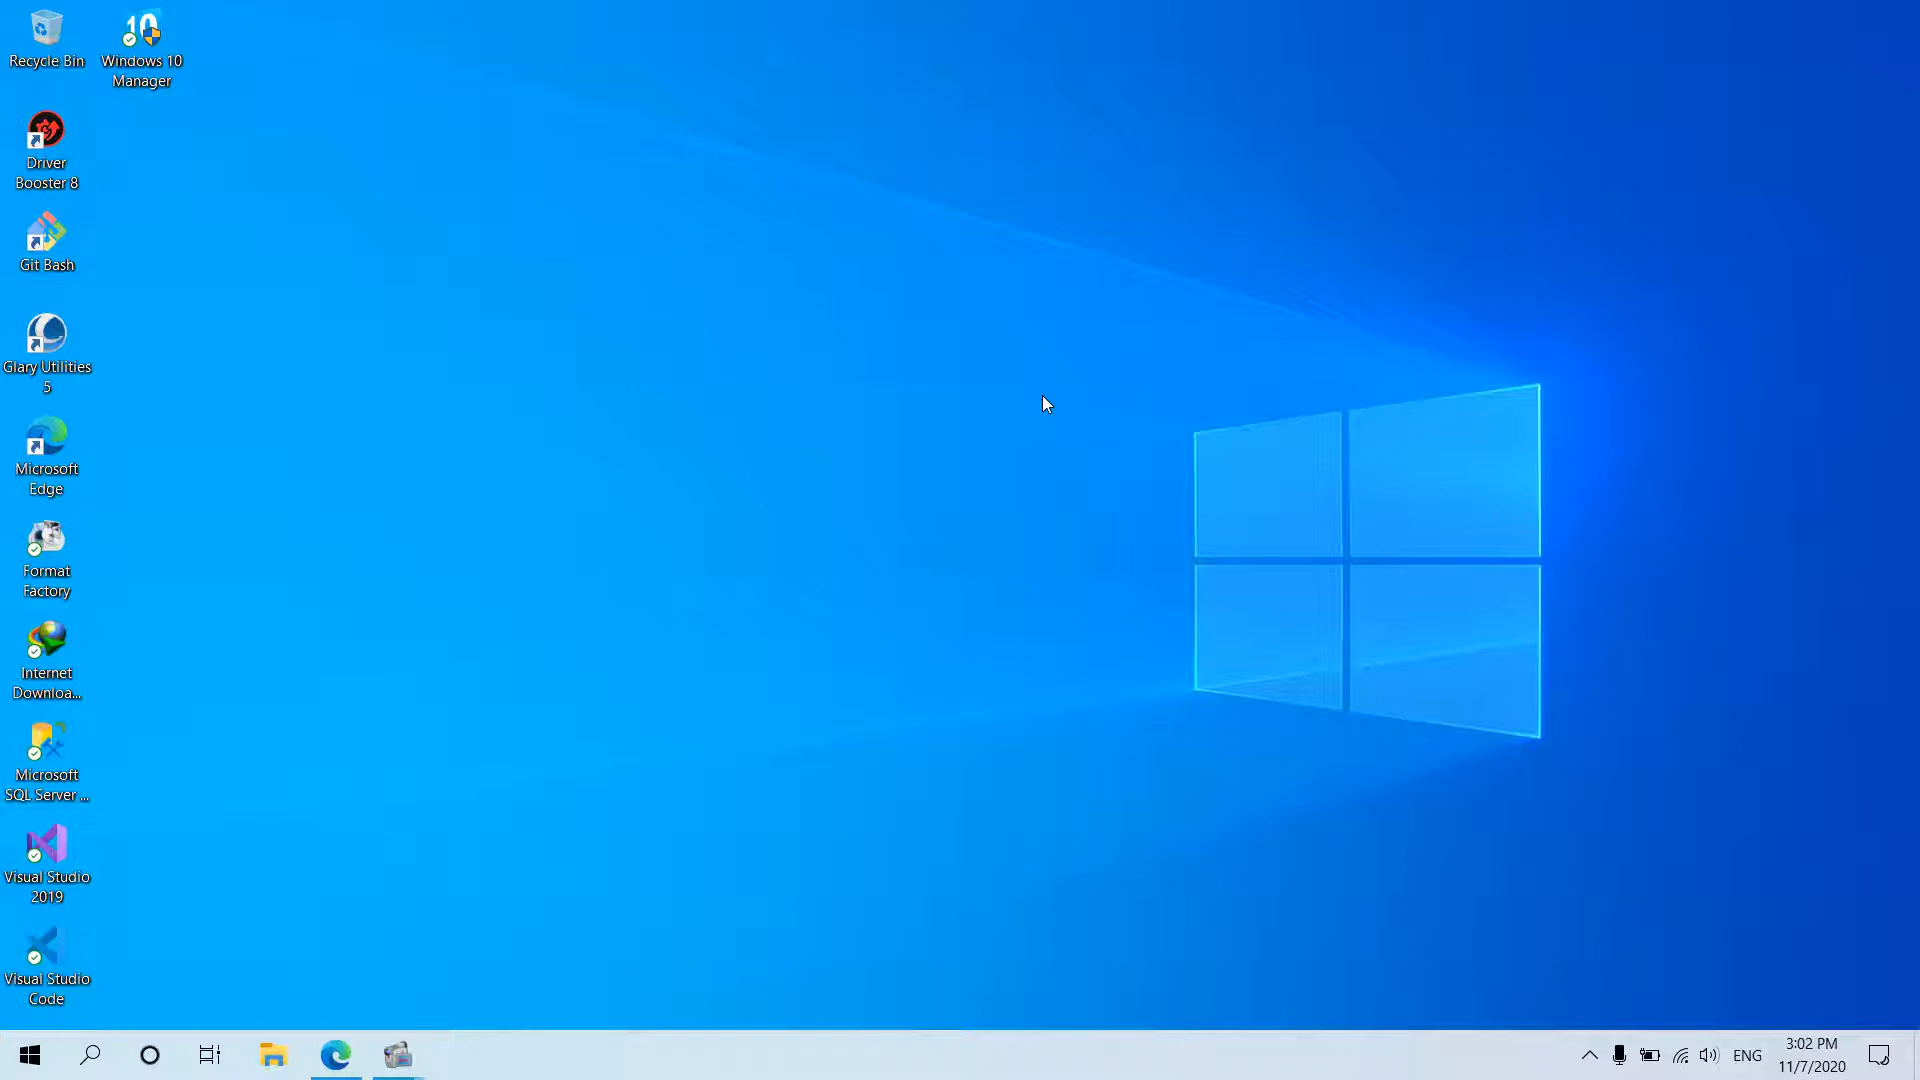 Recycle Bin
10
Windows 10
Manager
Driver
Booster 8
Git Bash
Glary Utilities
5
Microsoft
Edge
Format
Factory
Internet
Downloa...
Microsoft
SQL Server ...
Visual Studio
2019
Visual Studio
Code
ENG
3:02 PM
11/7/2020